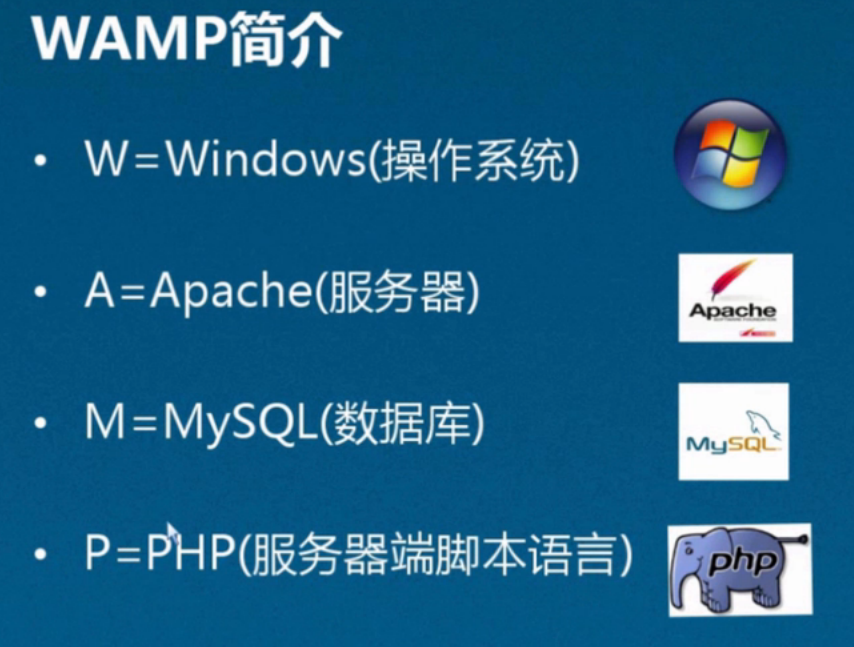 WAMP简介
• W=Windows(操作系统)
• A=Apache(服务器)
Apache
• M=MySQL(数据库)
MySQL
• P=PHP(服务器端脚本语言)
php